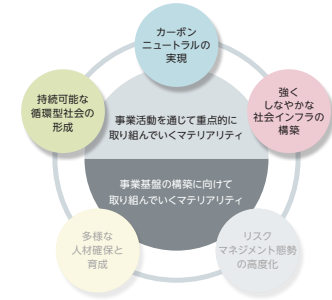 カーボン
ニュートラルの
実現
持続可能な
循環型社会の
形成
強く
しなやかな
社会インフラの
構築
事業活動を通じて重点的に
取り組んでいくマテリアリティ
事業基盤の構築に向けて
取り組んでいくマテリアリティ
多様な
人材確保と
育成
リスク
マネジメント態勢
の高度化